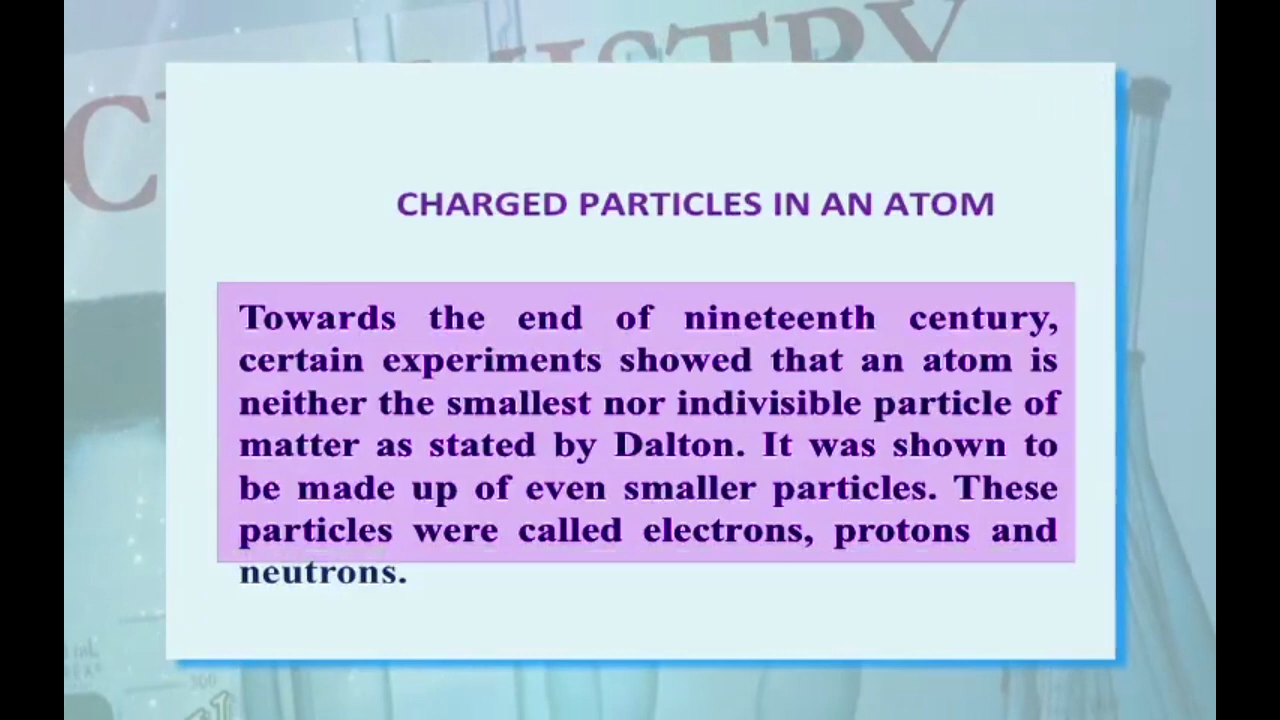 CHARGED PARTICLES IN AN ATOM
Towards the end of nineteenth century,
certain experiments showed that an atom is
neither the smallest nor indivisible particle of
matter as stated by Dalton. It was shown to
be made up of even smaller particles. These
particles were called electrons, protons and
neutrons.